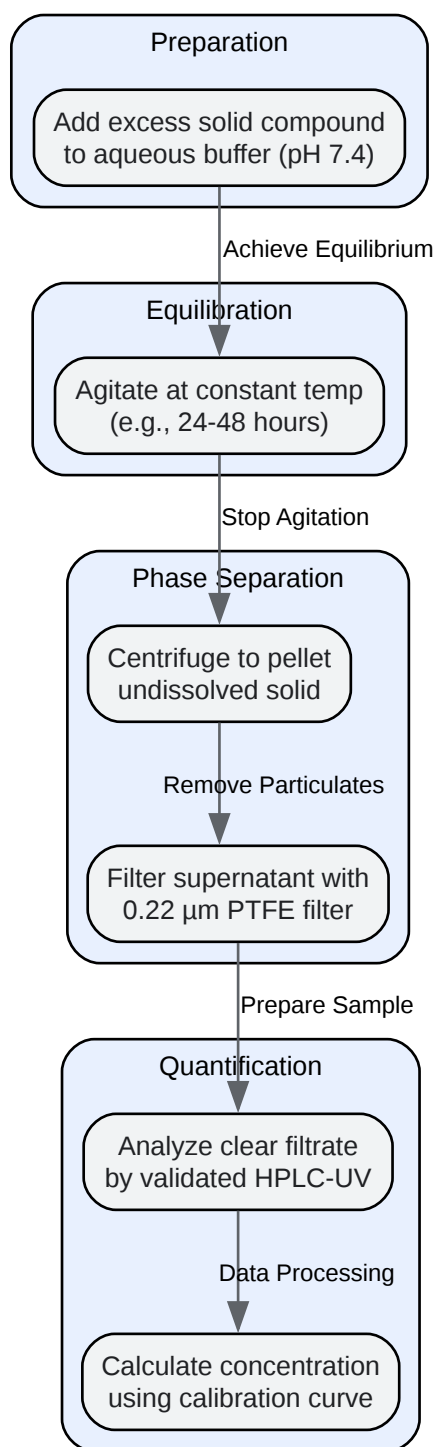 Preparation
Add excess solid compound
to aqueous buffer (pH 7.4)
Achieve Equilibrium
Equilibration
Agitate at constant temp
(e.g., 24-48 hours)
Stop Agitation
Phase Separation
Centrifuge to pellet
undissolved solid
Remove Particulates
Filter supernatant with
0.22 µm PTFE filter
Prepare Sample
Quantification
Analyze clear filtrate
by validated HPLC-UV
Data Processing
Calculate concentration
using calibration curve